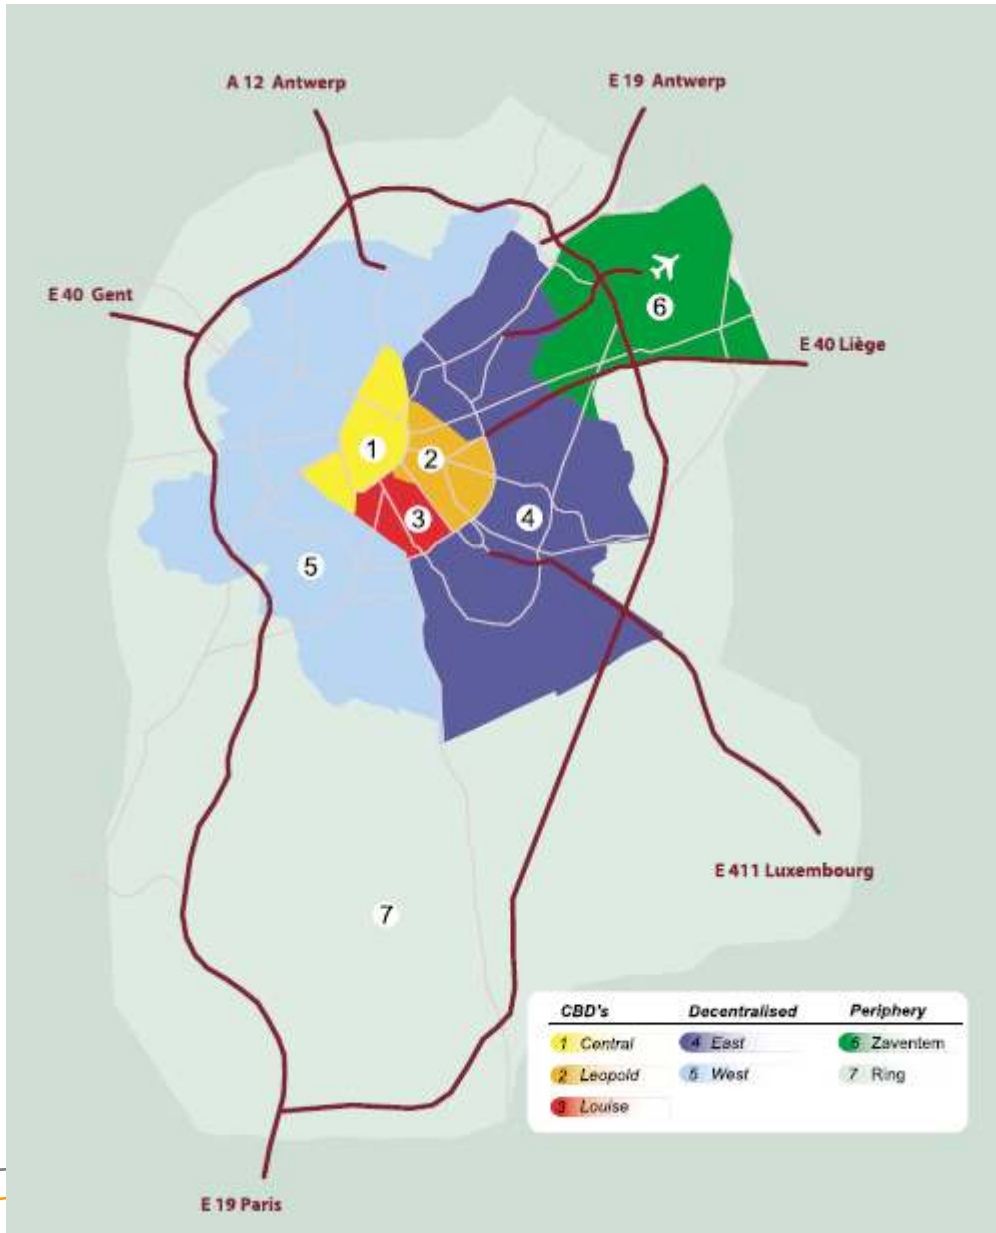 A 12 Antwerp
E 19 Antwerp
E 40 Gent
6
E 40 Liège
1
2
3
4
5
E 411 Luxembourg
7
CBD's Decentralised Periphery
1 Central 4 East 6 Zaventem
2 Leopold 5 West 7 Ring
3 Louise
E 19 Paris